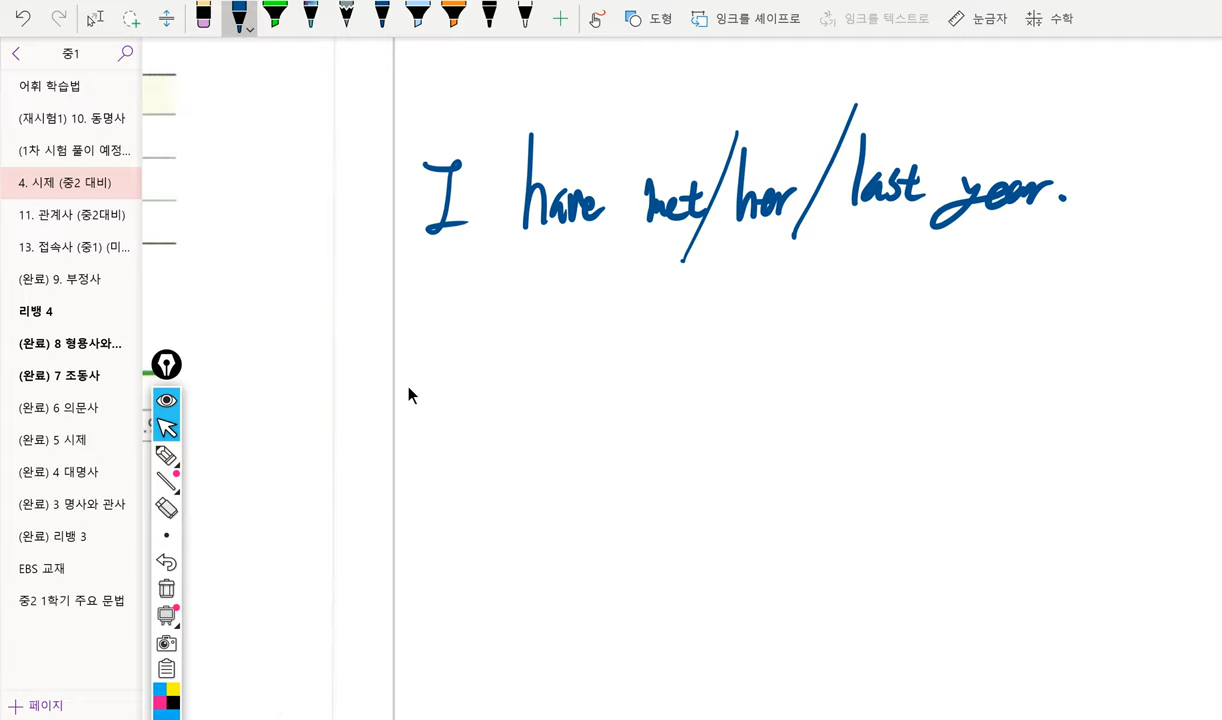 도형
잉크를 셰이프로
잉크를 텍스트로
눈금자
수학
중1
어휘 학습법
(재시험1) 10. 동명사
(1차 시험 풀이 예정...
4. 시제 (중2 대비)
11. 관계사 (중2대비)
13. 접속사 (중1) (미...
(완료) 9. 부정사
리뱅 4
(완료) 8 형용사와...
(완료) 7 조동사
(완료) 6 의문사
(완료) 5 시제
(완료) 4 대명사
(완료) 3 명사와 관사
(완료) 리뱅 3
EBS 교재
중2 1학기 주요 문법
페이지
I have met/her/last year.